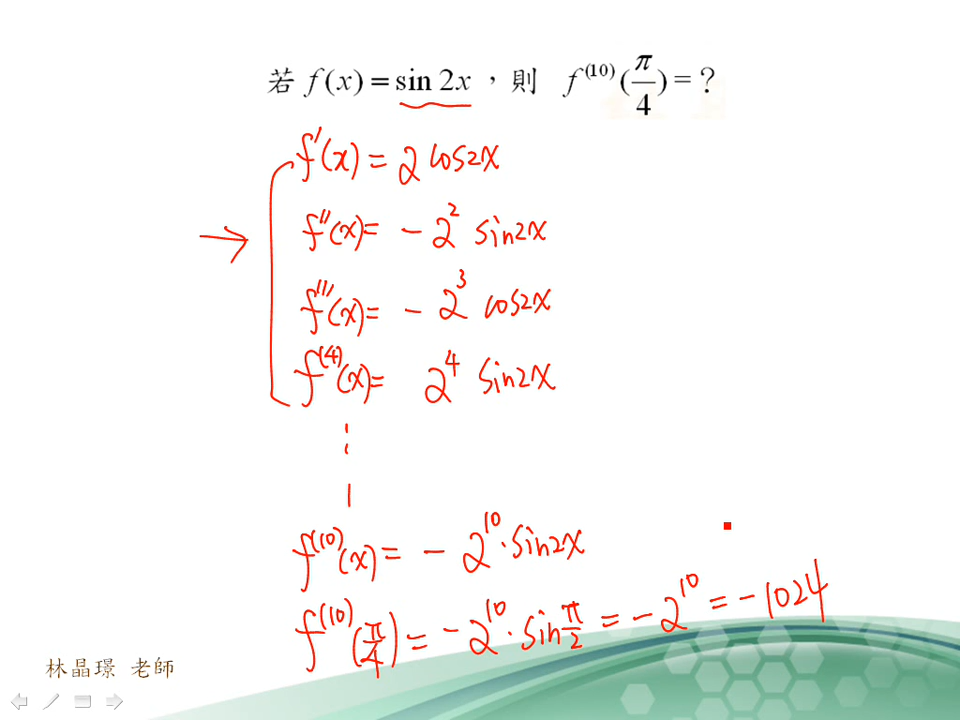 若 f(x) = sin 2x，則 f⁽¹⁰⁾(π/4) = ?
f'(x) = 2 cos2x
f''(x) = - 2² sin2x
f'''(x) = - 2³ cos2x
f⁽⁴⁾(x) = 2⁴ sin2x
f⁽¹⁰⁾(x) = - 2¹⁰ · sin2x
f⁽¹⁰⁾(π/4) = - 2¹⁰ · sin π/2 = - 2¹⁰ = - 1024
林晶璟 老師